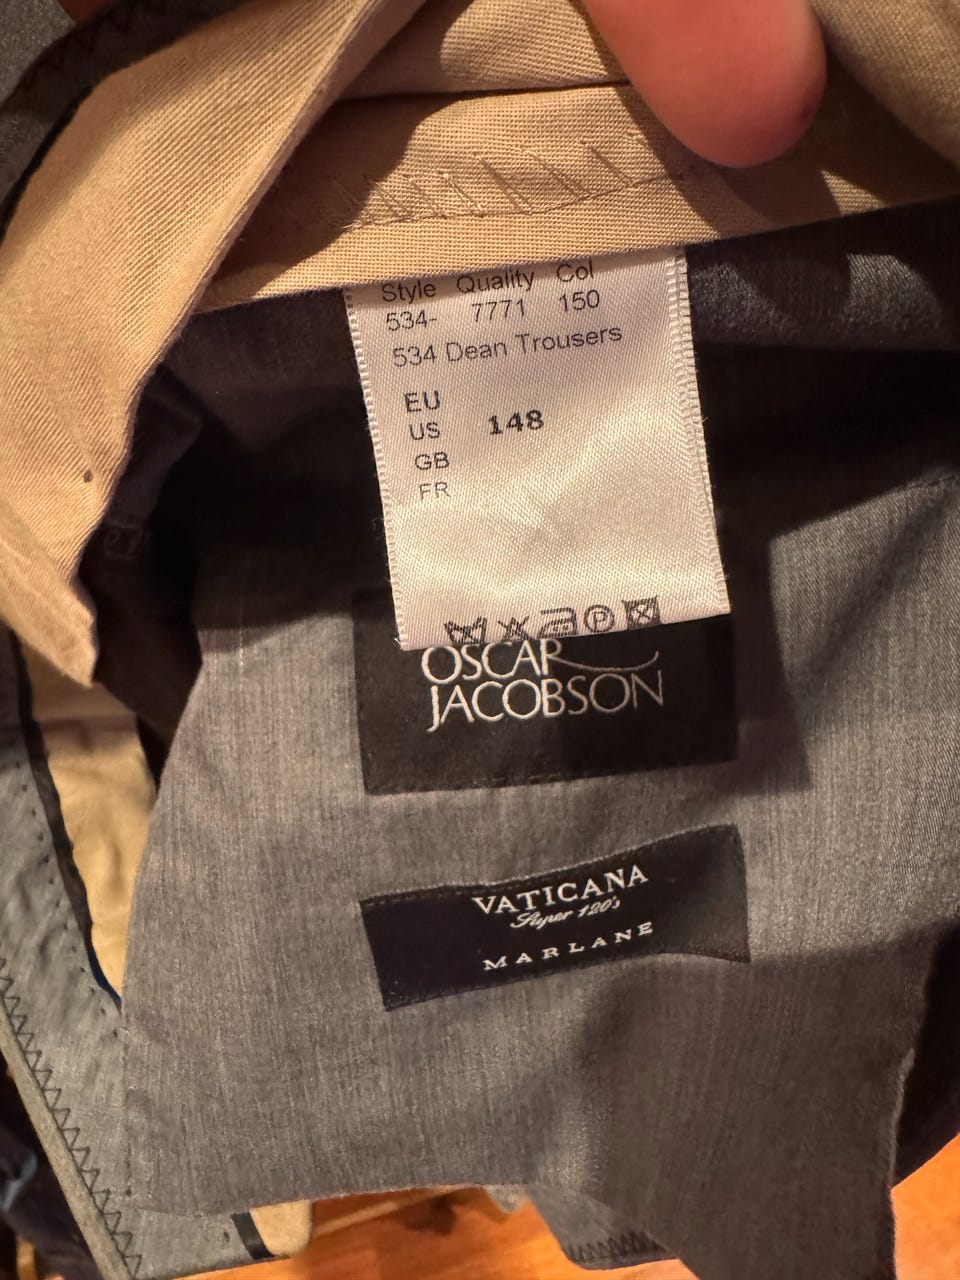 Style Quality Col
534- 7771 150
534 Dean Trousers
EU
US 148
GB
FR
P
OSCAR
JACOBSON
VATICANA
Super 120's
MARLANE